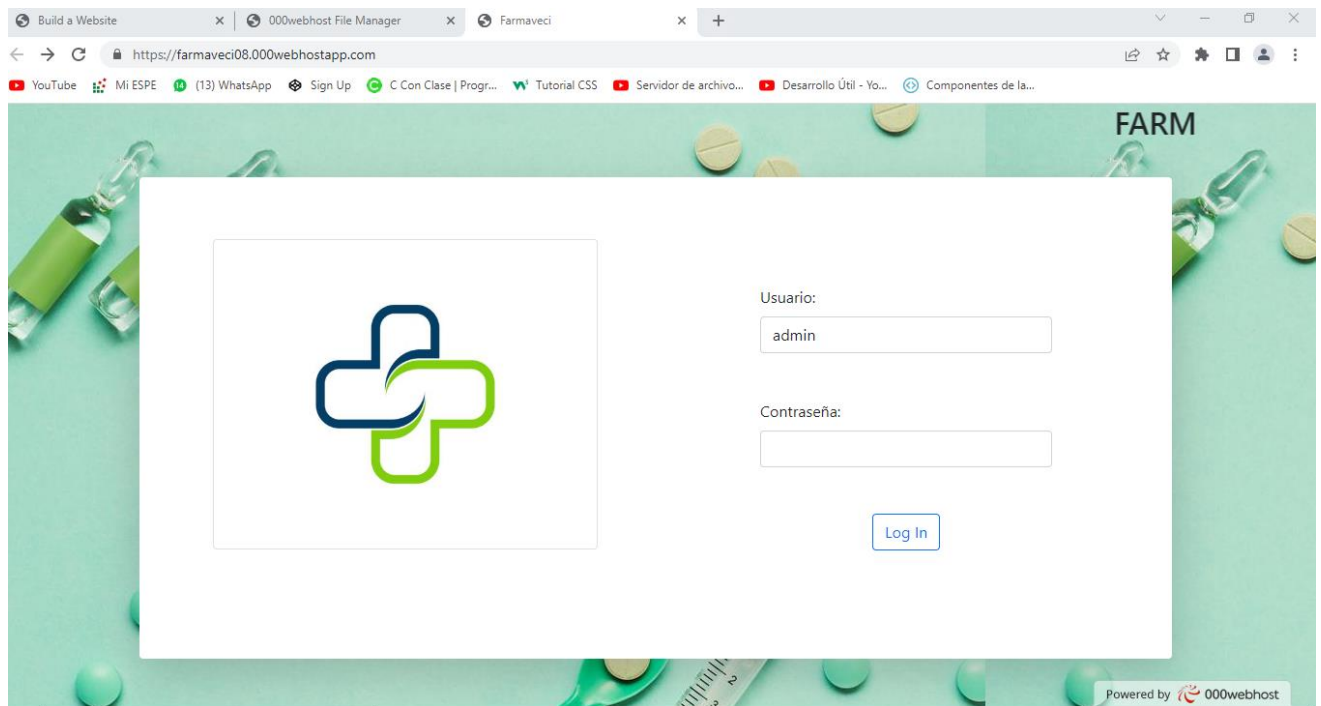 Build a Website
000webhost File Manager
Farmaveci
https://farmaveci08.000webhostapp.com
YouTube Mi ESPE (13) WhatsApp Sign Up C Con Clase | Progr... Tutorial CSS Servidor de archivo... Desarrollo Útil - Yo... Componentes de la...
FARM
Usuario:
admin
Contraseña:
Log In
2
Powered by 000webhost